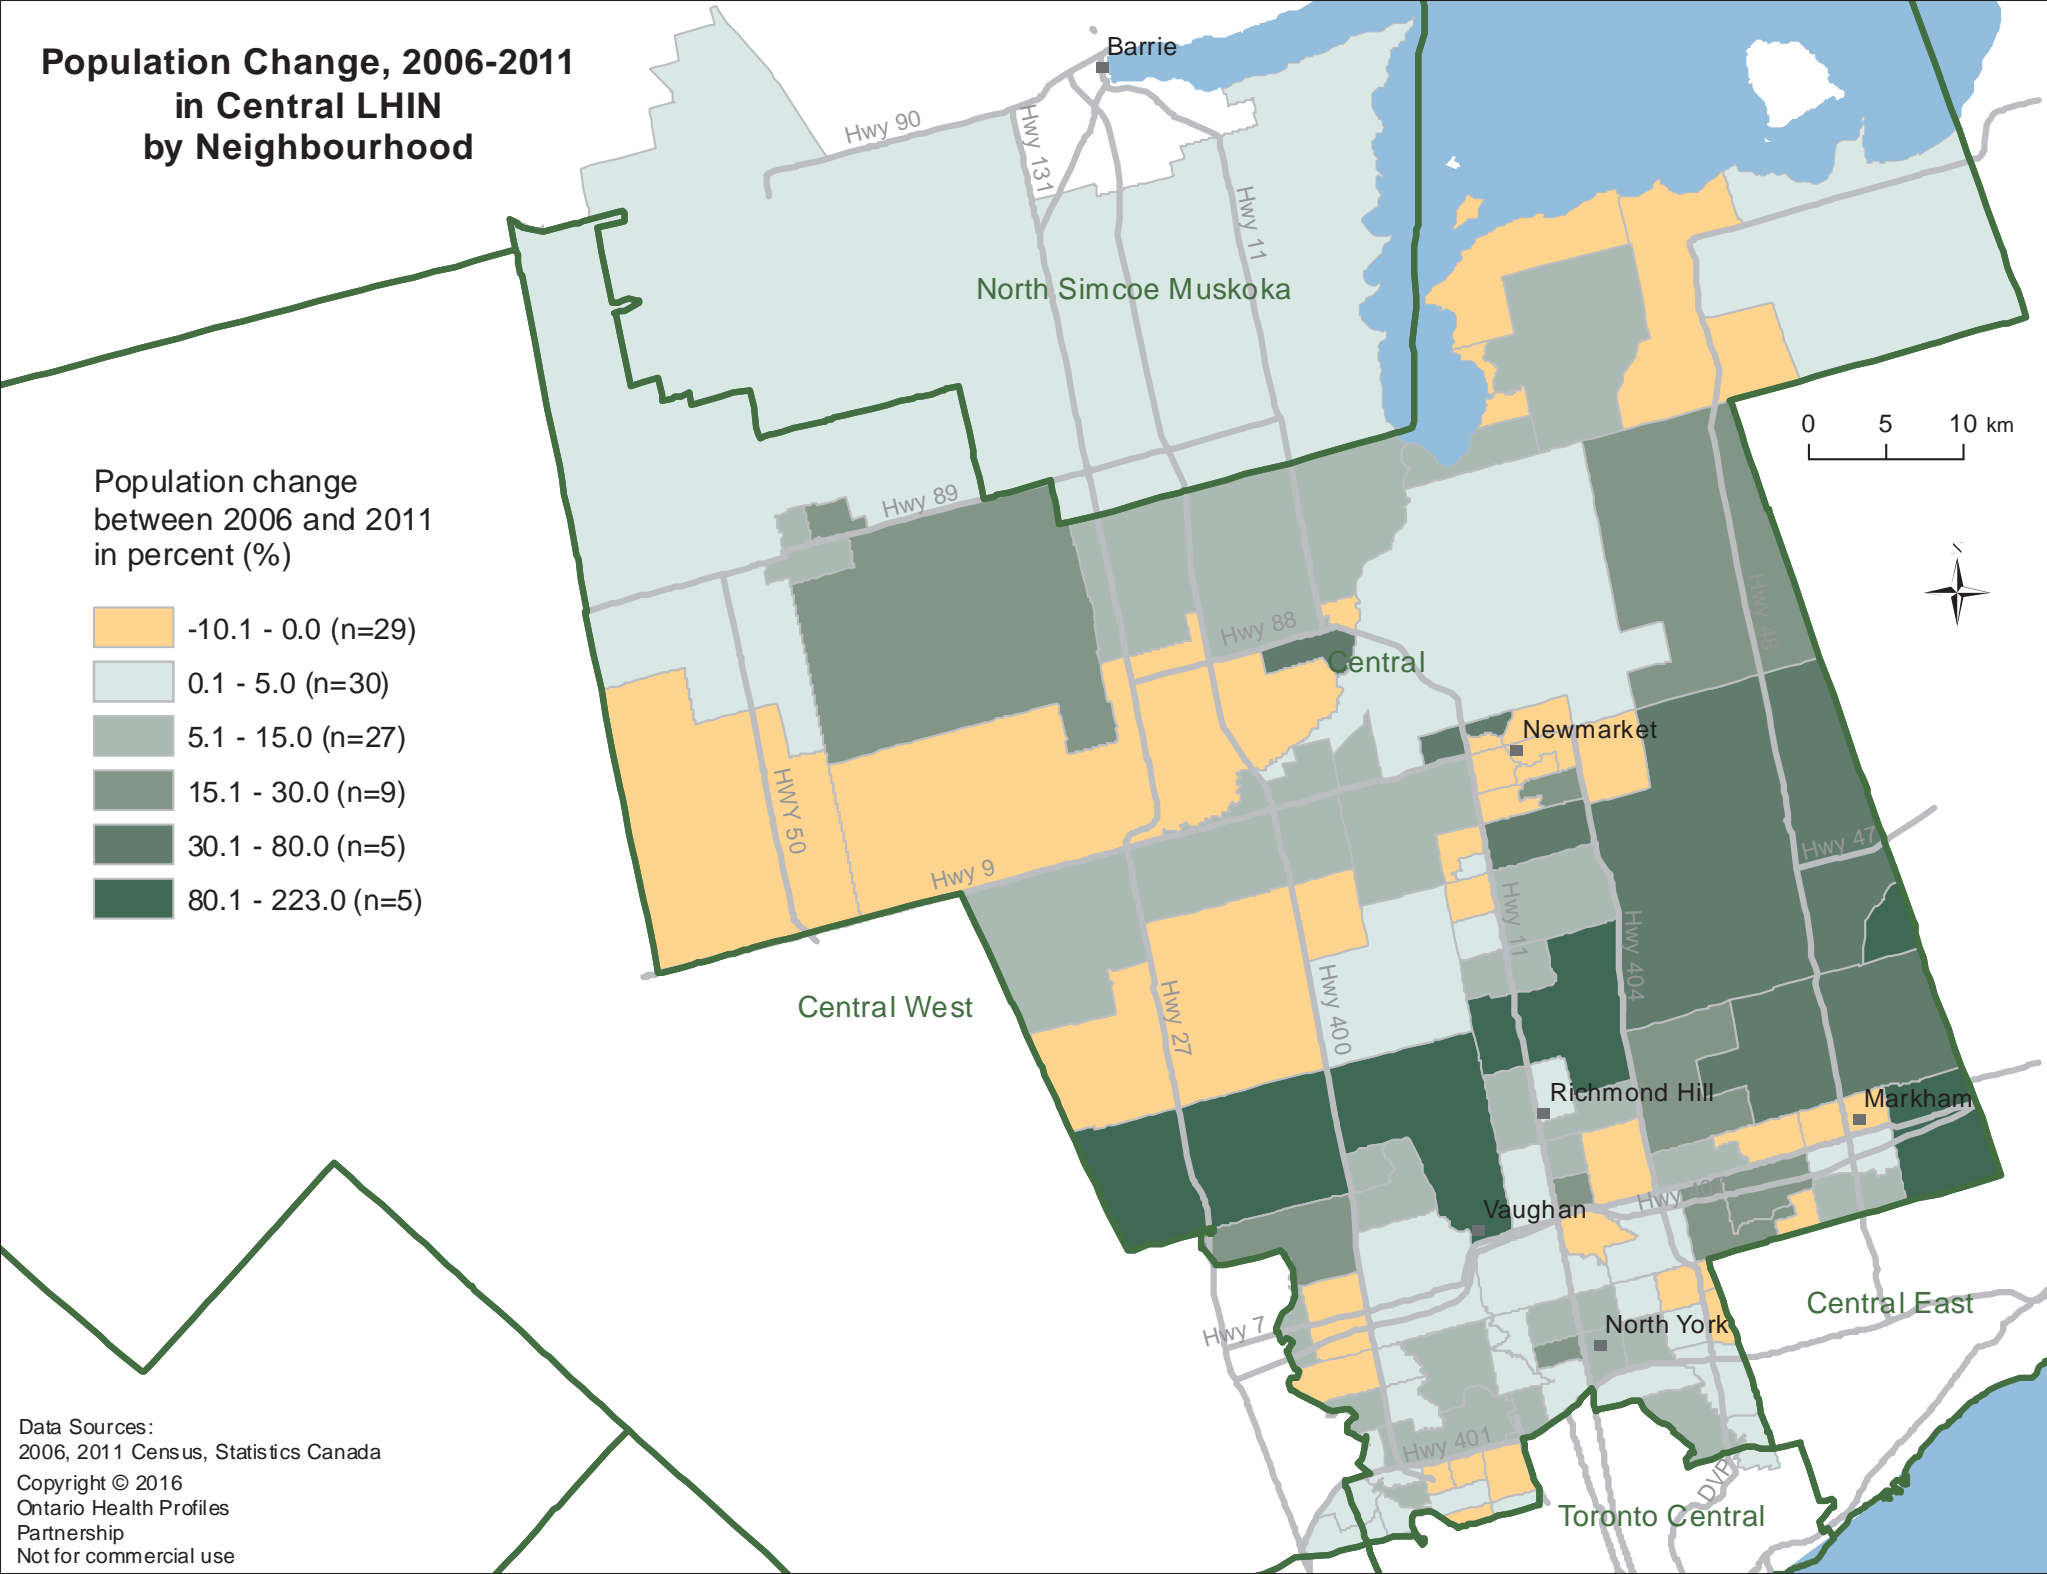 Population Change, 2006-2011
in Central LHIN
by Neighbourhood
Barrie
Hwy 90
Hwy 131
Hwy 11
North Simcoe Muskoka
0 5 10 km
N
Population change
between 2006 and 2011
in percent (%)
-10.1 - 0.0 (n=29)
0.1 - 5.0 (n=30)
5.1 - 15.0 (n=27)
15.1 - 30.0 (n=9)
30.1 - 80.0 (n=5)
80.1 - 223.0 (n=5)
Hwy 89
Hwy 48
Hwy 88
Central
Newmarket
HWY 50
Hwy 47
Hwy 9
Hwy 11
Hwy 404
Central West
Hwy 27
Hwy 400
Richmond Hill
Markham
Hwy 407
Vaughan
Central East
Hwy 7
North York
Hwy 401
DVP
Toronto Central
Data Sources:
2006, 2011 Census, Statistics Canada
Copyright © 2016
Ontario Health Profiles
Partnership
Not for commercial use